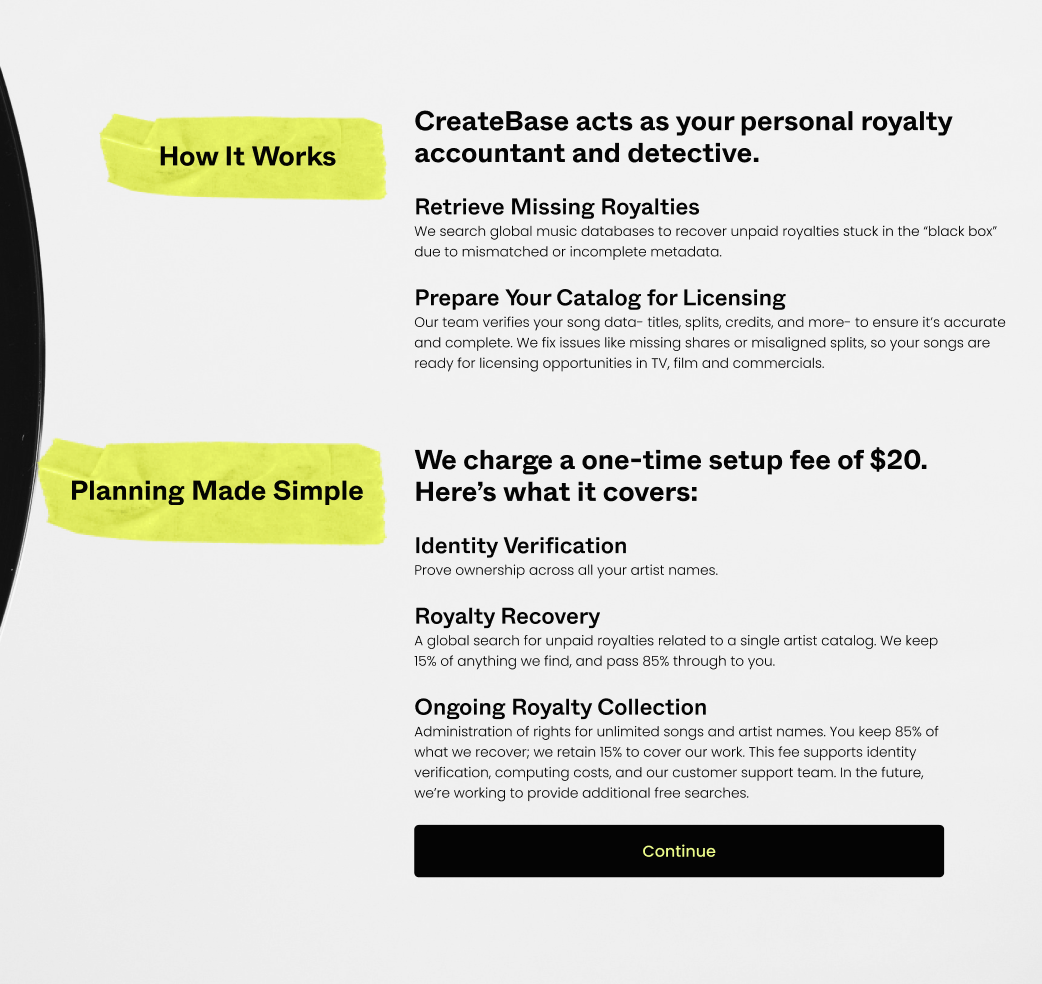 How It Works
CreateBase acts as your personal royalty
accountant and detective.
Retrieve Missing Royalties
We search global music databases to recover unpaid royalties stuck in the “black box”
due to mismatched or incomplete metadata.
Prepare Your Catalog for Licensing
Our team verifies your song data- titles, splits, credits, and more- to ensure it’s accurate
and complete. We fix issues like missing shares or misaligned splits, so your songs are
ready for licensing opportunities in TV, film and commercials.
Planning Made Simple
We charge a one-time setup fee of $20.
Here’s what it covers:
Identity Verification
Prove ownership across all your artist names.
Royalty Recovery
A global search for unpaid royalties related to a single artist catalog. We keep
15% of anything we find, and pass 85% through to you.
Ongoing Royalty Collection
Administration of rights for unlimited songs and artist names. You keep 85% of
what we recover; we retain 15% to cover our work. This fee supports identity
verification, computing costs, and our customer support team. In the future,
we’re working to provide additional free searches.
Continue